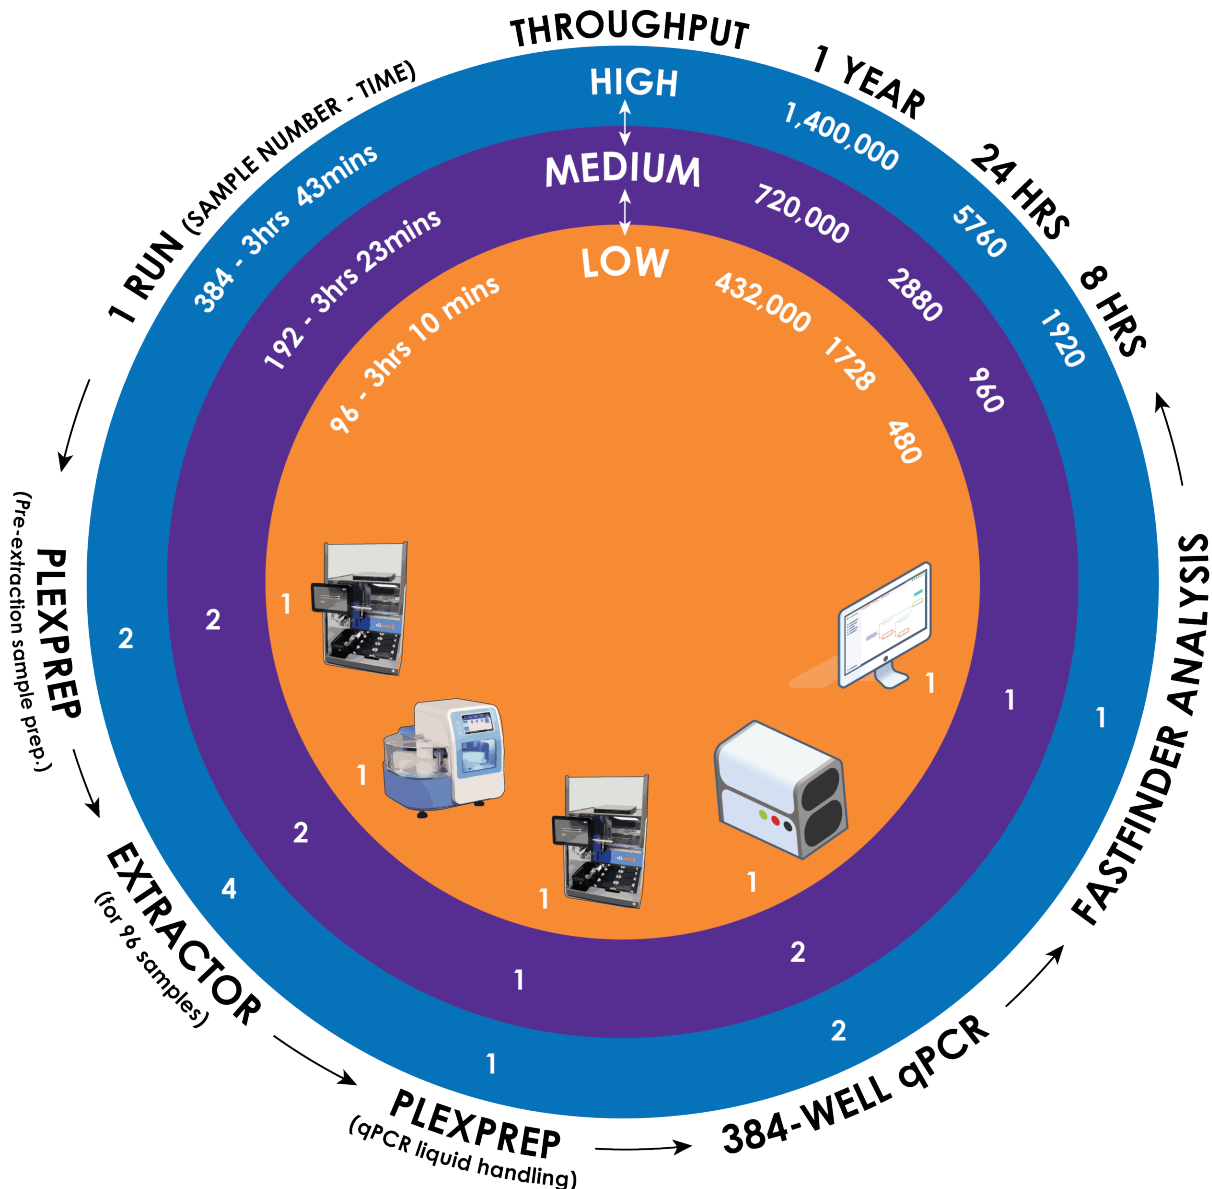 THROUGHPUT
HIGH
MEDIUM
LOW
1 YEAR
1,400,000
720,000
432,000
24 HRS
5760
2880
1728
8 HRS
1920
960
480
1 RUN (SAMPLE NUMBER - TIME)
384 - 3hrs 43mins
192 - 3hrs 23mins
96 - 3hrs 10 mins
PLEXPREP
(Pre-extraction sample prep.)
2
2
1
EXTRACTOR
(for 96 samples)
4
2
1
PLEXPREP
(qPCR liquid handling)
1
1
1
384-WELL qPCR
2
2
1
FASTFINDER ANALYSIS
1
1
1